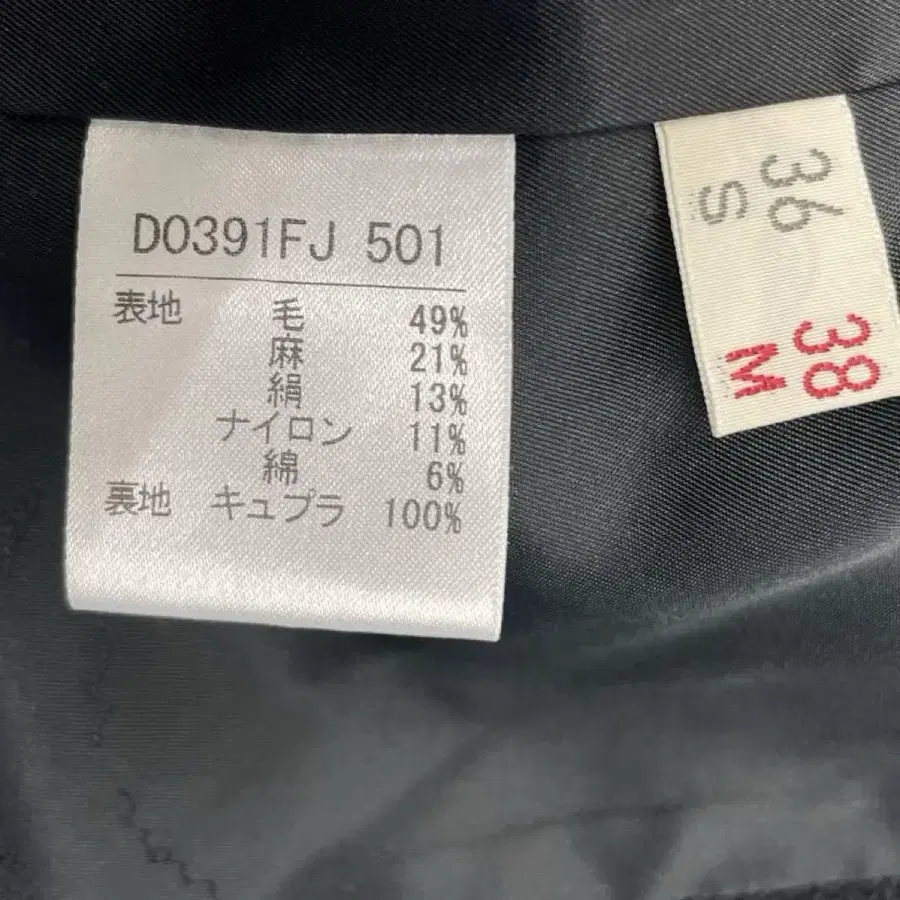 D0391FJ 501
表地 毛 49%
麻 21%
絹 13%
ナイロン 11%
綿 6%
裏地 キュプラ 100%
36
S
38
M